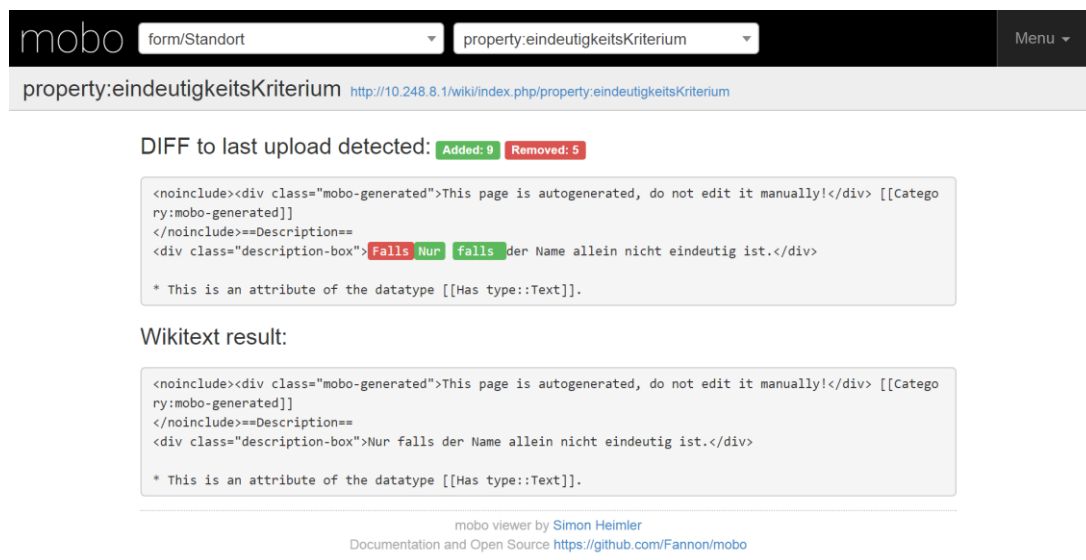 mobo form/Standort property:eindeutigkeitsKriterium Menu
property:eindeutigkeitsKriterium http://10.248.8.1/wiki/index.php/property:eindeutigkeitsKriterium
DIFF to last upload detected: Added: 9 Removed: 5
<noinclude><div class="mobo-generated">This page is autogenerated, do not edit it manually!</div> [[Catego
ry:mobo-generated]]
</noinclude>==Description==
<div class="description-box">Falls Nur falls der Name allein nicht eindeutig ist.</div>
* This is an attribute of the datatype [[Has type::Text]].
Wikitext result:
<noinclude><div class="mobo-generated">This page is autogenerated, do not edit it manually!</div> [[Catego
ry:mobo-generated]]
</noinclude>==Description==
<div class="description-box">Nur falls der Name allein nicht eindeutig ist.</div>
* This is an attribute of the datatype [[Has type::Text]].
mobo viewer by Simon Heimler
Documentation and Open Source https://github.com/Fannon/mobo